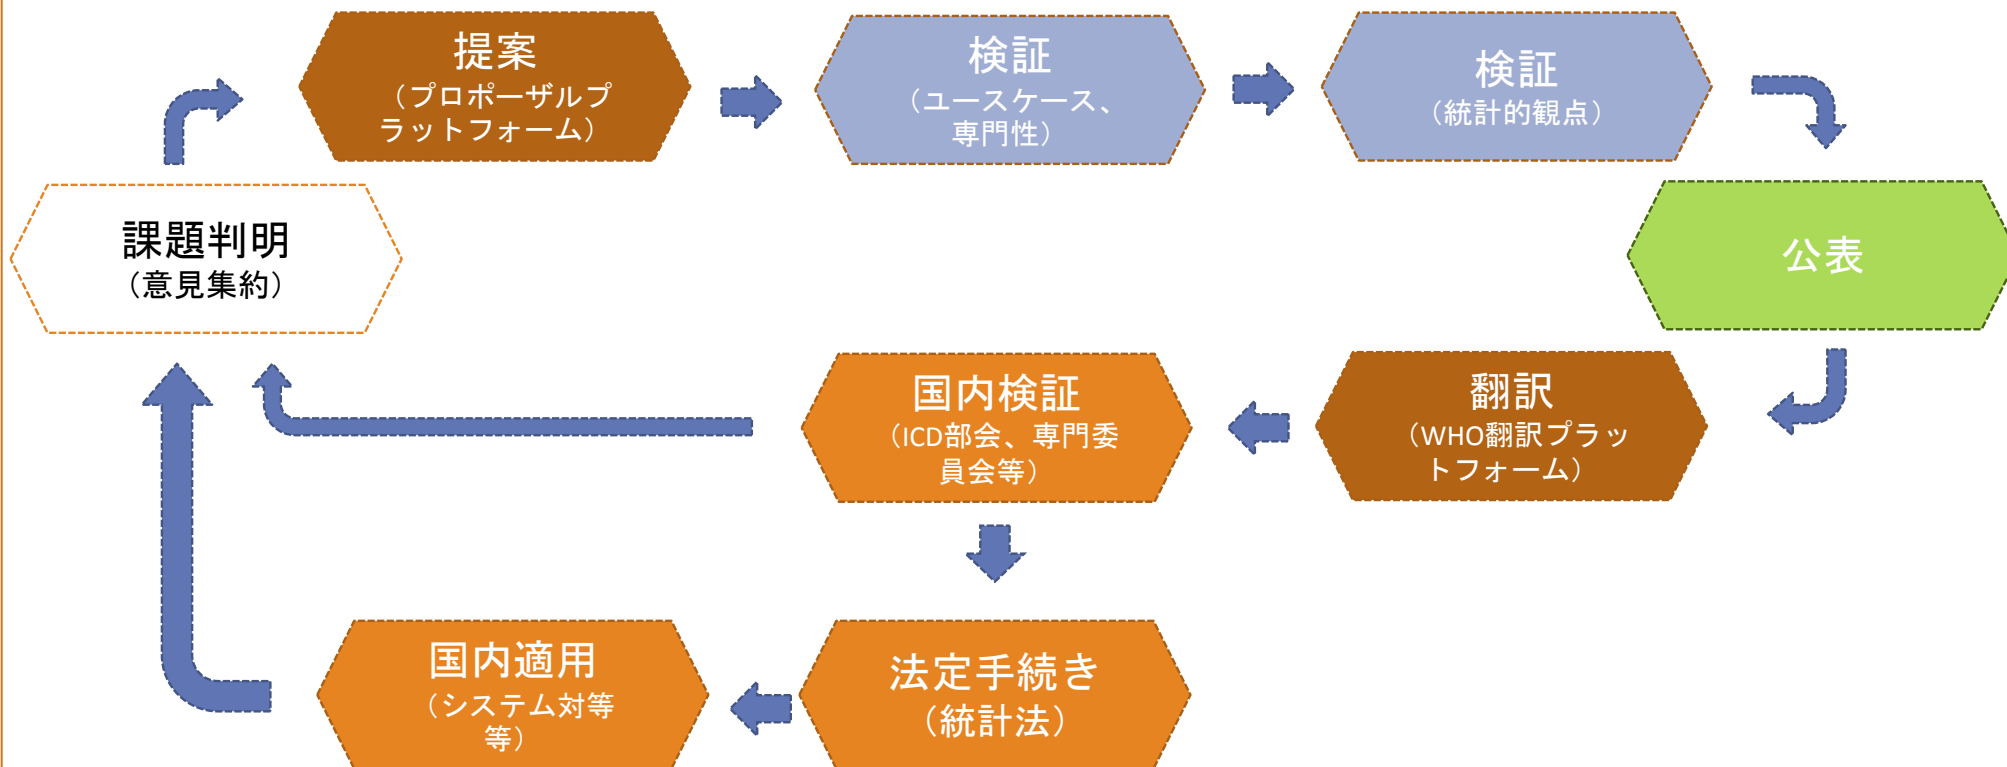 提案
（プロポーザルプ
ラットフォーム）
検証
（ユースケース、
専門性）
検証
（統計的観点）
課題判明
（意見集約）
公表
国内検証
（ICD部会、専門委
員会等）
翻訳
（WHO翻訳プラッ
トフォーム）
国内適用
（システム対等
等）
法定手続き
（統計法）